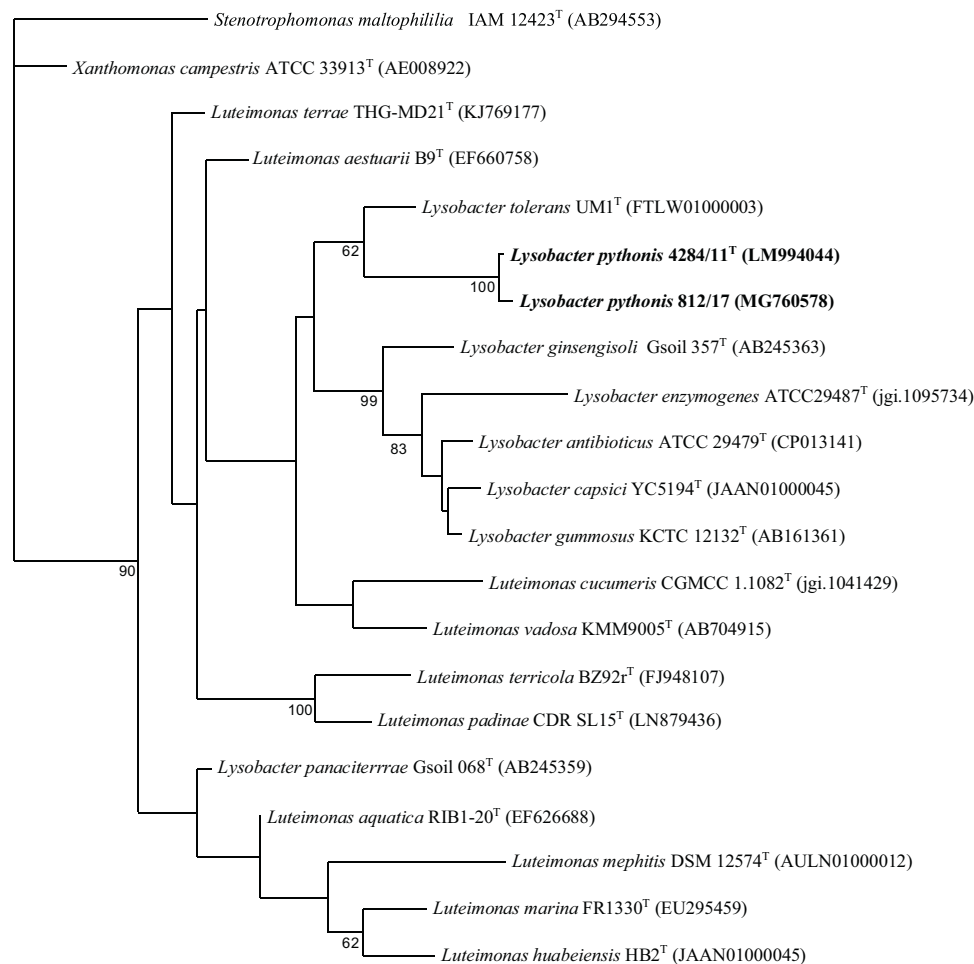 Stenotrophomonas maltophililia IAM 12423ᵀ (AB294553)
Xanthomonas campestris ATCC 33913ᵀ (AE008922)
Luteimonas terrae THG-MD21ᵀ (KJ769177)
Luteimonas aestuarii B9ᵀ (EF660758)
Lysobacter tolerans UM1ᵀ (FTLW01000003)
62
Lysobacter pythonis 4284/11ᵀ (LM994044)
100
Lysobacter pythonis 812/17 (MG760578)
Lysobacter ginsengisoli Gsoil 357ᵀ (AB245363)
99
Lysobacter enzymogenes ATCC29487ᵀ (jgi.1095734)
83
Lysobacter antibioticus ATCC 29479ᵀ (CP013141)
Lysobacter capsici YC5194ᵀ (JAAN01000045)
Lysobacter gummosus KCTC 12132ᵀ (AB161361)
90
Luteimonas cucumeris CGMCC 1.1082ᵀ (jgi.1041429)
Luteimonas vadosa KMM9005ᵀ (AB704915)
Luteimonas terricola BZ92rᵀ (FJ948107)
100
Luteimonas padinae CDR SL15ᵀ (LN879436)
Lysobacter panaciterrrae Gsoil 068ᵀ (AB245359)
Luteimonas aquatica RIB1-20ᵀ (EF626688)
Luteimonas mephitis DSM 12574ᵀ (AULN01000012)
Luteimonas marina FR1330ᵀ (EU295459)
62
Luteimonas huabeiensis HB2ᵀ (JAAN01000045)